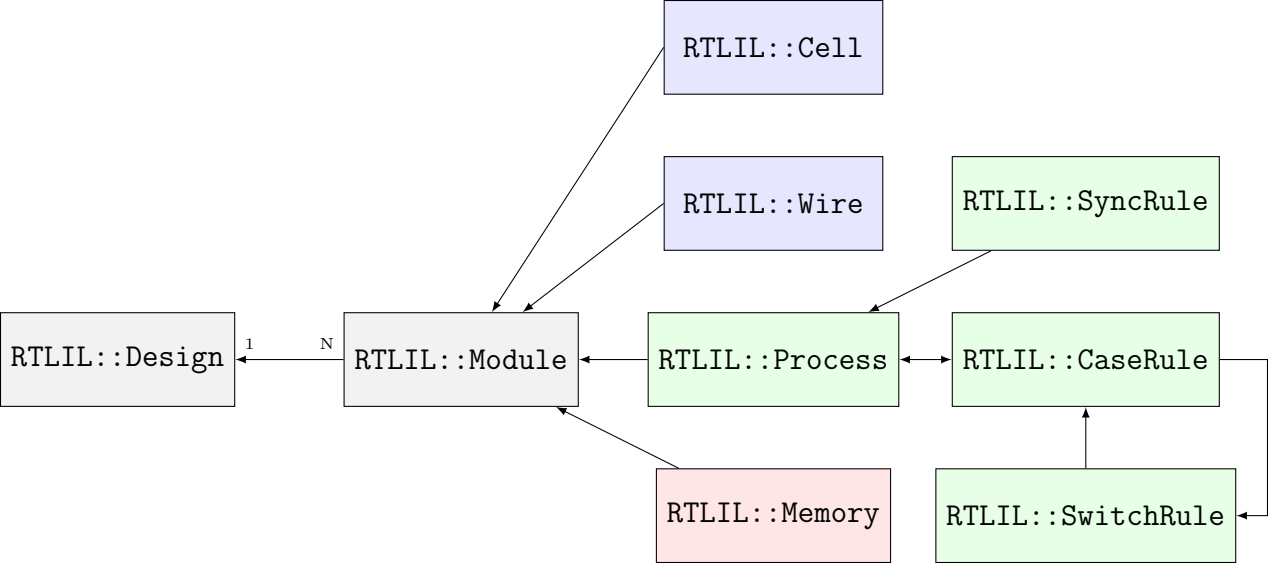 RTLIL::Cell
RTLIL::Wire
RTLIL::SyncRule
RTLIL::Design
1
N
RTLIL::Module
RTLIL::Process
RTLIL::CaseRule
RTLIL::Memory
RTLIL::SwitchRule